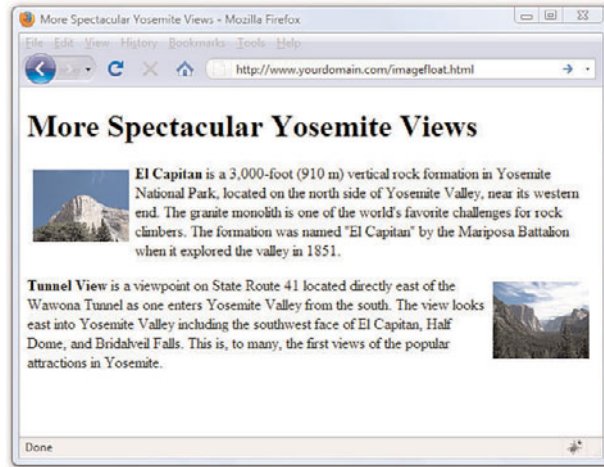 More Spectacular Yosemite Views - Mozilla Firefox
File Edit View History Bookmarks Tools Help
http://www.yourdomain.com/imagefloat.html
More Spectacular Yosemite Views
El Capitan is a 3,000-foot (910 m) vertical rock formation in Yosemite
National Park, located on the north side of Yosemite Valley, near its western
end. The granite monolith is one of the world's favorite challenges for rock
climbers. The formation was named "El Capitan" by the Mariposa Battalion
when it explored the valley in 1851.
Tunnel View is a viewpoint on State Route 41 located directly east of the
Wawona Tunnel as one enters Yosemite Valley from the south. The view looks
east into Yosemite Valley including the southwest face of El Capitan, Half
Dome, and Bridalveil Falls. This is, to many, the first views of the popular
attractions in Yosemite.
Done